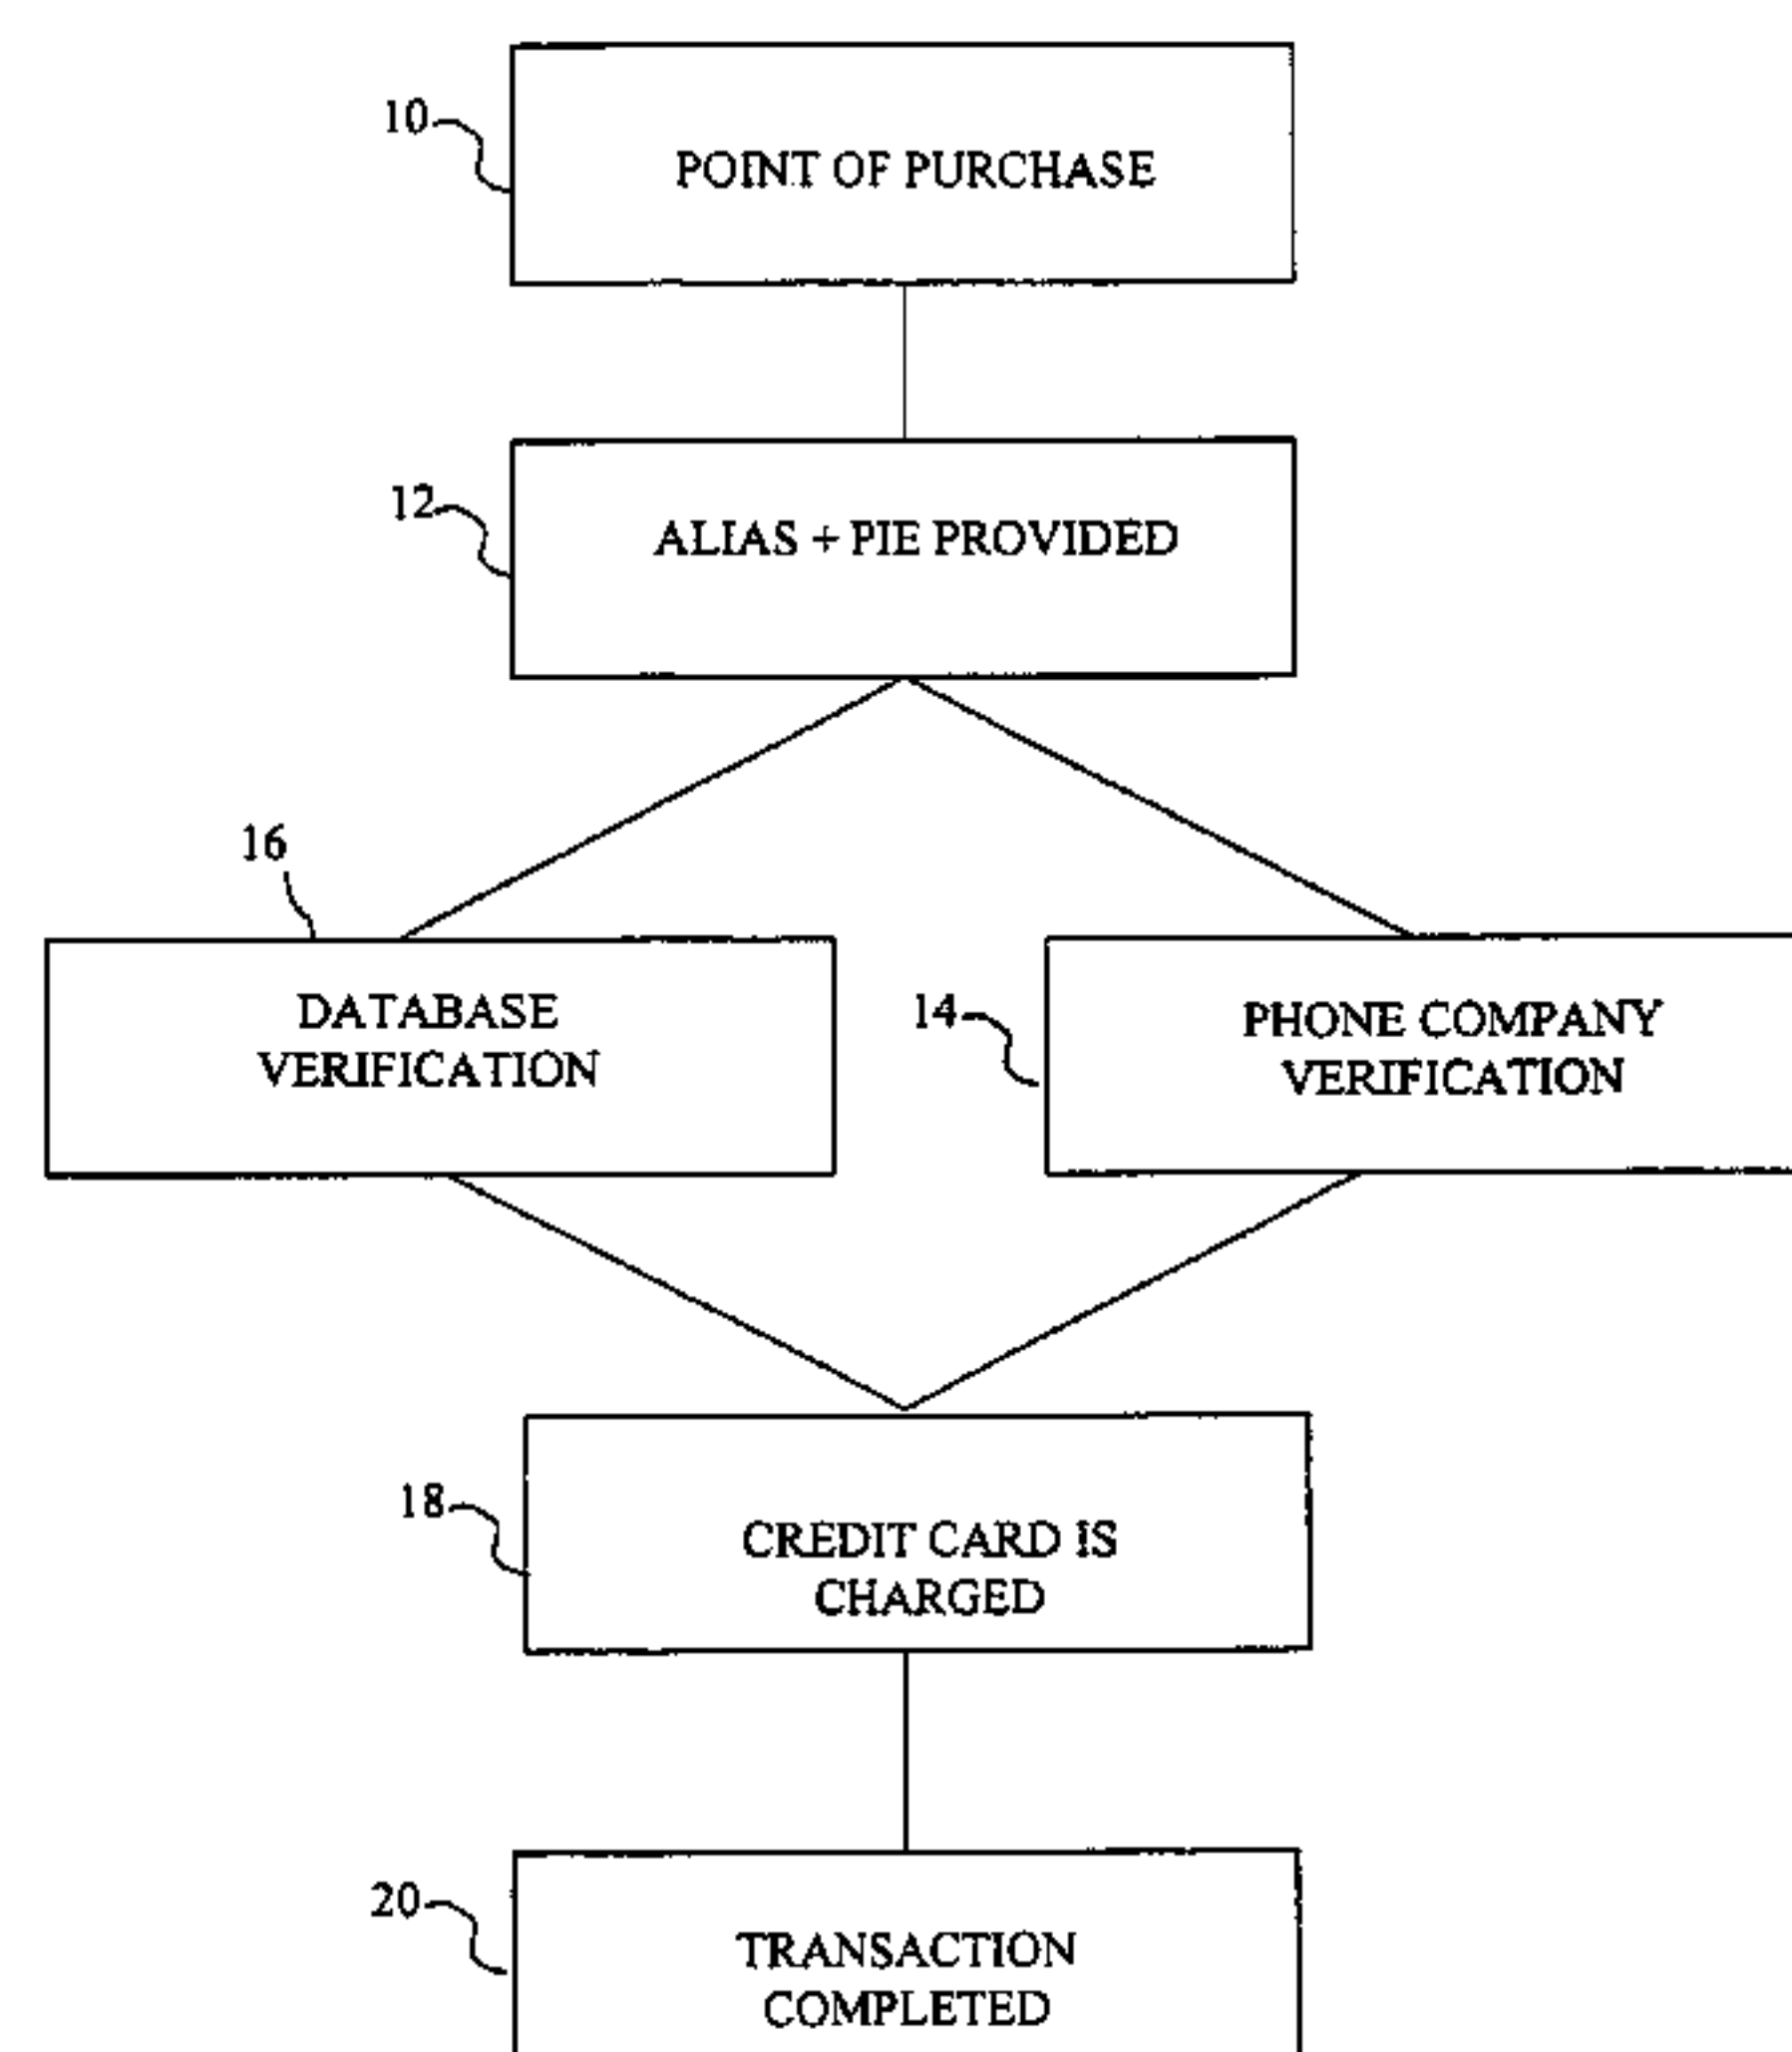 10
POINT OF PURCHASE
12
ALIAS + PIE PROVIDED
16
DATABASE
VERIFICATION
14
PHONE COMPANY
VERIFICATION
18
CREDIT CARD IS
CHARGED
20
TRANSACTION
COMPLETED